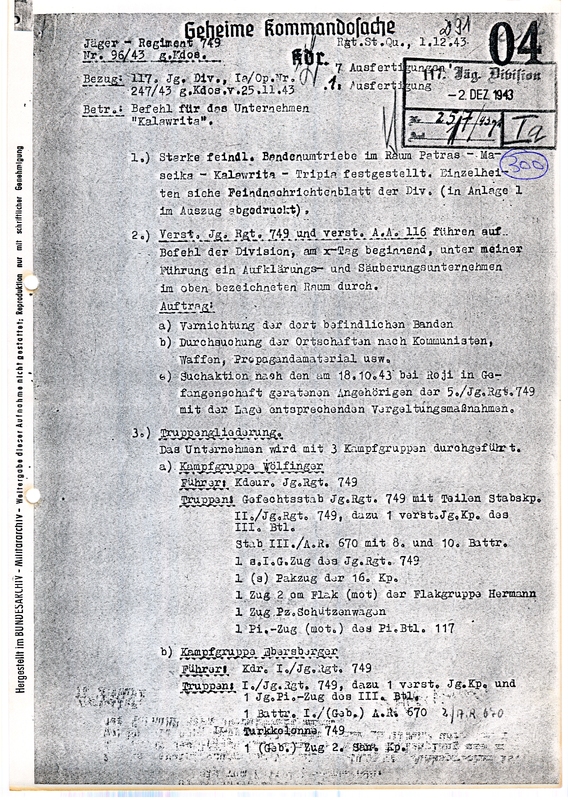 Geheime Kommandosache
Jäger - Regiment 749
Rgt.St.Qu., 1.12.43
291
04
Nr. 96/43 g.Kdos.
Kdr.
7 Ausfertigungen
1. Ausfertigung
Bezug: 117. Jg. Div., Ia/Op.Nr.
247/43 g.Kdos.v.25.11.43
117. Jäg. Division
-2. DEZ 1943
Ia
300
Betr.: Befehl für das Unternehmen
"Kalawrita".
1.) Starke feindl. Bandenumtriebe im Raum Patras - Ma-
seika - Kalawrita - Tripia festgestellt. Einzelhei-
ten siehe Feindnachrichtenblatt der Div. (in Anlage 1
im Auszug abgedruckt).
2.) Verst. Jg. Rgt. 749 und verst. A.A. 116 führen auf
Befehl der Division, am x-Tag beginnend, unter meiner
Führung ein Aufklärungs- und Säuberungsunternehmen
im oben bezeichneten Raum durch.
Auftrag:
a) Vernichtung der dort befindlichen Banden
b) Durchsuchung der Ortschaften nach Kommunisten,
Waffen, Propagandamaterial usw.
c) Suchaktion nach den am 18.10.43 bei Roji in Ge-
fangenschaft geratenen Angehörigen der 5./Jg.Rgt.749
mit der Lage entsprechenden Vergeltungsmaßnahmen.
3.) Truppengliederung.
Das Unternehmen wird mit 3 Kampfgruppen durchgeführt.
a) Kampfgruppe Wölfinger
Führer: Kdeur. Jg.Rgt. 749
Truppen: Gefechtsstab Jg.Rgt. 749 mit Teilen Stabskp.
II./Jg.Rgt. 749, dazu 1 verst.Jg.Kp. des
III. Btl.
Stab III./A.R. 670 mit 8. und 10. Battr.
1 s.I.G.Zug des Jg.Rgt. 749
1 (s) Pakzug der 16. Kp.
1 Zug 2 cm Flak (mot) der Flakgruppe Hermann
1 Zug Pz.Schützenwagen
1 Pi.-Zug (mot.) des Pi.Btl. 117
b) Kampfgruppe Ebersberger
Führer: Kdr. I./Jg.Rgt. 749
Truppen: I./Jg.Rgt. 749, dazu 1 verst. Jg.Kp. und
1 Jg.Pi.-Zug des III. Btl.
1 Battr. I./(Geb.) A.R. 670 2/A.R. 670
Turkkolonne 749
1 (Geb.) Zug 2. San. Kp.
Hergestellt im BUNDESARCHIV - Militärarchiv - Weitergabe dieser Aufnahme nicht gestattet; Reproduktion nur mit schriftlicher Genehmigung